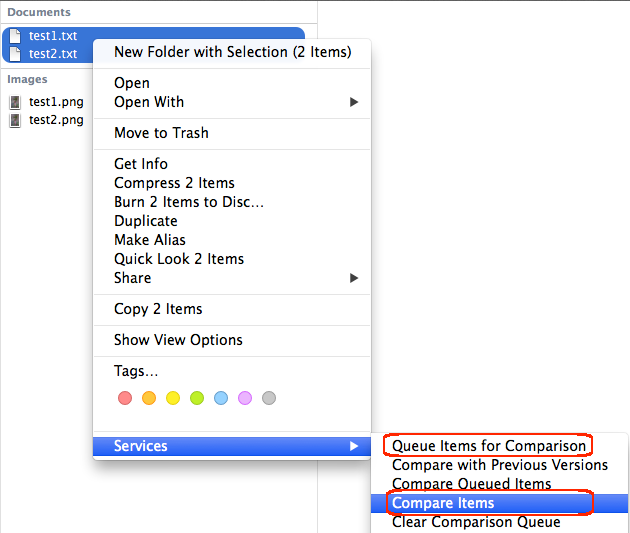 Documents
test1.txt
test2.txt
Images
test1.png
test2.png
New Folder with Selection (2 Items)
Open
Open With
Move to Trash
Get Info
Compress 2 Items
Burn 2 Items to Disc...
Duplicate
Make Alias
Quick Look 2 Items
Share
Copy 2 Items
Show View Options
Tags...
Services
Queue Items for Comparison
Compare with Previous Versions
Compare Queued Items
Compare Items
Clear Comparison Queue